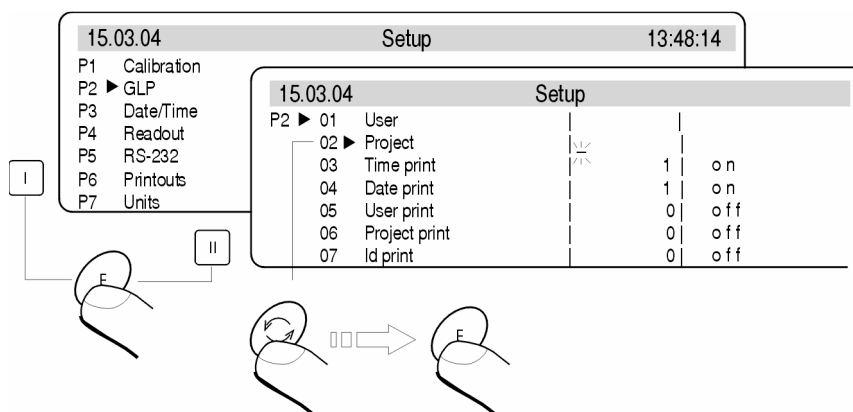 15.03.04 Setup 13:48:14
P1 Calibration
P2 ► GLP
P3 Date/Time
P4 Readout
P5 RS-232
P6 Printouts
P7 Units
15.03.04 Setup
P2 ► 01 User | |
02 ► Project | _ |
03 Time print | 1 | on
04 Date print | 1 | on
05 User print | 0 | off
06 Project print | 0 | off
07 Id print | 0 | off
I
II
F
F